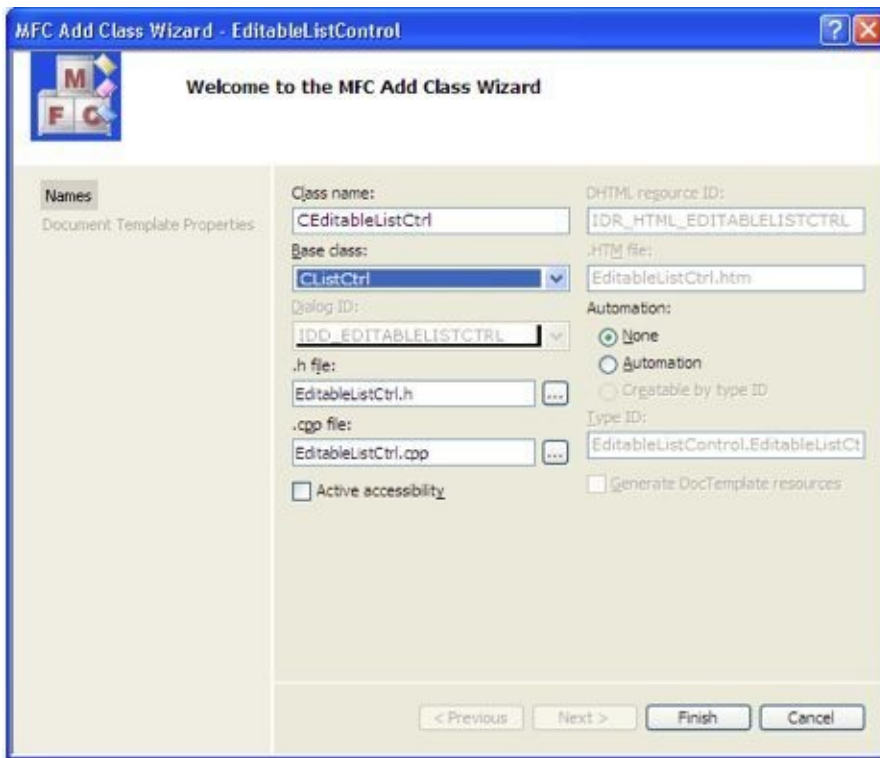 MFC Add Class Wizard - EditableListControl
M
F C
Welcome to the MFC Add Class Wizard
Names
Document Template Properties
Class name:
CEditableListCtrl
Base class:
CListCtrl
Dialog ID:
IDD_EDITABLELISTCTRL
.h file:
EditableListCtrl.h
...
.cpp file:
EditableListCtrl.cpp
...
Active accessibility
DHTML resource ID:
IDR_HTML_EDITABLELISTCTRL
.HTM file:
EditableListCtrl.htm
Automation:
None
Automation
Creatable by type ID
Type ID:
EditableListControl.EditableListCt
Generate DocTemplate resources
< Previous
Next >
Finish
Cancel